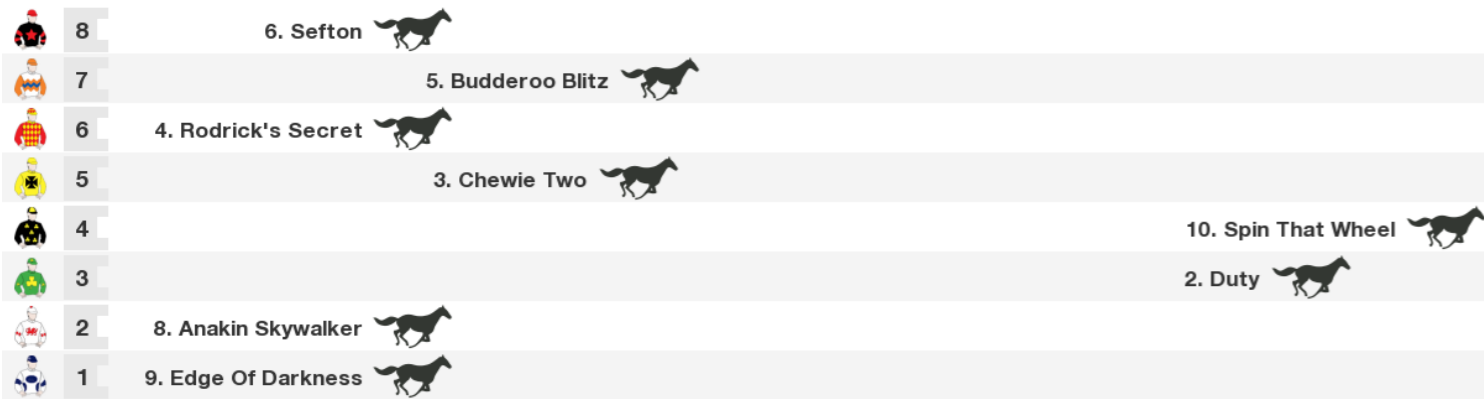 8 6. Sefton
7 5. Budderoo Blitz
6 4. Rodrick's Secret
5 3. Chewie Two
4 10. Spin That Wheel
3 2. Duty
2 8. Anakin Skywalker
1 9. Edge Of Darkness